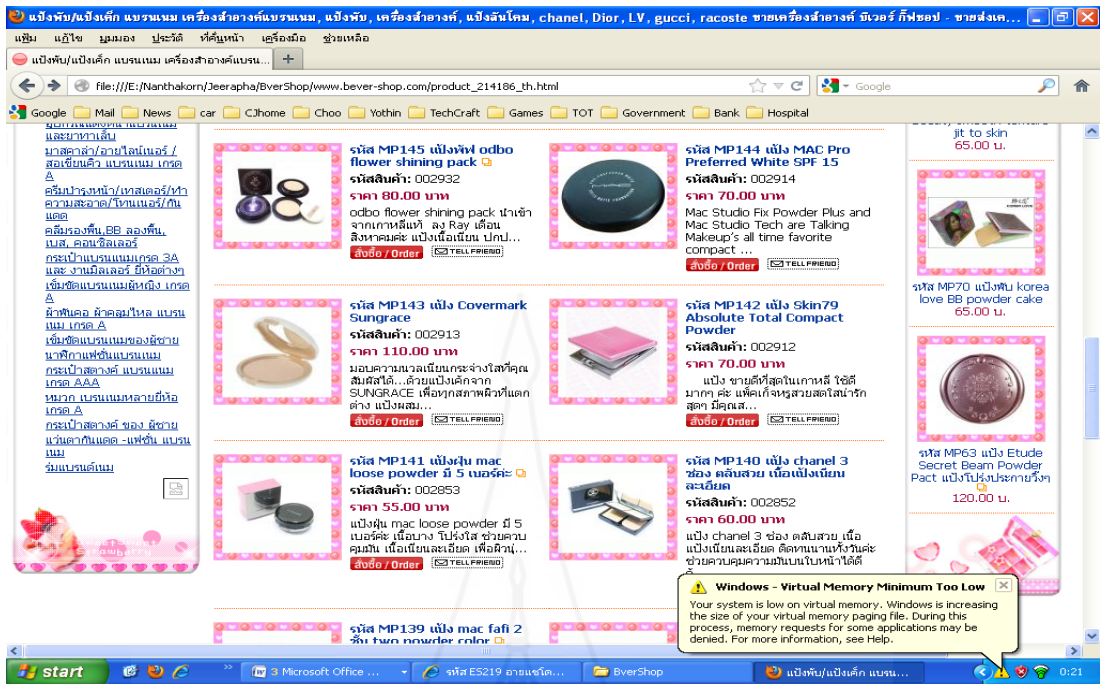 แป้งพับ/แป้งเค็ก แบรนเนม เครื่องสำอางค์แบรนเนม, แป้งพับ, เครื่องสำอางค์, แป้งลันโคม, chanel, Dior, LV, gucci, racoste ขายเครื่องสำอางค์ บีเวอร์ กิ๊ฟชอป - ขายส่งเค...
แฟ้ม แก้ไข มุมมอง ประวัติ ที่คั่นหน้า เครื่องมือ ช่วยเหลือ
แป้งพับ/แป้งเค็ก แบรนเนม เครื่องสำอางค์แบรน...
file:///E:/Nanthakorn/Jeerapha/BverShop/www.bever-shop.com/product_214186_th.html
Google
Google Mail News car CJhome Choo Yothin TechCraft Games TOT Government Bank Hospital
และยาทาเล็บ
มาสคาล่า/อายไลน์เนอร์ /
สอเขียนคิ้ว แบรนเนม เกรด
A
ครีมบำรุงหน้า/เทสเตอร์/ทำ
ความสะอาด/โทนเนอร์/กัน
แดด
ครีมรองพื้น,BB รองพื้น,
เบส, คอนซิลเลอร์
กระเป๋าแบรนเนมเกรด 3A
และ งานมิลเลอร์ ยี่ห้อต่างๆ
เข็มขัดแบรนเนมผู้หญิง เกรด
A
ผ้าพันคอ ผ้าคลุมไหล แบรน
เนม เกรด A
เข็มขัดแบรนเนมของผู้ชาย
นาฬิกาแฟชั่นแบรนเนม
กระเป๋าสตางค์ แบรนเนม
เกรด AAA
หมวก แบรนเนมหลายยี่ห้อ
เกรด A
กระเป๋าสตางค์ ของ ผู้ชาย
แว่นตากันแดด -แฟชั่น แบรน
เนม
ร่มแบรนด์เนม
Sweet Sweet
Strawberry
รหัส MP145 แป้งพัฟ odbo
flower shining pack
รหัสสินค้า: 002932
ราคา 80.00 บาท
odbo flower shining pack นำเข้า
จากเกาหลีแท้ ลง Ray เดือน
สิงหาคมค่ะ แป้งเนื้อเนียน ปกป...
สั่งซื้อ / Order TELL FRIEND
รหัส MP144 แป้ง MAC Pro
Preferred White SPF 15
รหัสสินค้า: 002914
ราคา 70.00 บาท
Mac Studio Fix Powder Plus and
Mac Studio Tech are Talking
Makeup's all time favorite
compact ...
สั่งซื้อ / Order TELL FRIEND
รหัส MP143 แป้ง Covermark
Sungrace
รหัสสินค้า: 002913
ราคา 110.00 บาท
มอบความนวลเนียนกระจ่างใสที่คุณ
สัมผัสได้...ด้วยแป้งเค้กจาก
SUNGRACE เพื่อทุกสภาพผิวที่แตก
ต่าง แป้งผสม...
สั่งซื้อ / Order TELL FRIEND
รหัส MP142 แป้ง Skin79
Absolute Total Compact
Powder
รหัสสินค้า: 002912
ราคา 70.00 บาท
แป้ง ขายดีที่สุดในเกาหลี ใช้ดี
มากๆ ค่ะ แพ็คเก็จหรูสวยสดใสน่ารัก
สุดๆ มีคุณส...
สั่งซื้อ / Order TELL FRIEND
รหัส MP141 แป้งฝุ่น mac
loose powder มี 5 เบอร์ค่ะ
รหัสสินค้า: 002853
ราคา 55.00 บาท
แป้งฝุ่น mac loose powder มี 5
เบอร์ค่ะ เนื้อบาง โปร่งใส ช่วยควบ
คุมมัน เนื้อเนียนละเอียด เพื่อผิวนุ่...
สั่งซื้อ / Order TELL FRIEND
รหัส MP140 แป้ง chanel 3
ช่อง ตลับสวย เนื้อแป้งเนียน
ละเอียด
รหัสสินค้า: 002852
ราคา 60.00 บาท
แป้ง chanel 3 ช่อง ตลับสวย เนื้อ
แป้งเนียนละเอียด ติดทนนานทั้งวันค่ะ
ช่วยควบคุมความมันบนใบหน้าได้ดี
รหัส MP139 แป้ง mac fafi 2
ชั้น two powder color
jit to skin
65.00 บ.
รหัส MP70 แป้งพับ korea
love BB powder cake
65.00 บ.
รหัส MP63 แป้ง Etude
Secret Beam Powder
Pact แป้งโปร่งประกายวิ้งๆ
120.00 บ.
Windows - Virtual Memory Minimum Too Low
Your system is low on virtual memory. Windows is increasing
the size of your virtual memory paging file. During this
process, memory requests for some applications may be
denied. For more information, see Help.
start 3 Microsoft Office ... รหัส ES219 อายแชโด... BverShop แป้งพับ/แป้งเค็ก แบรน... 0:21